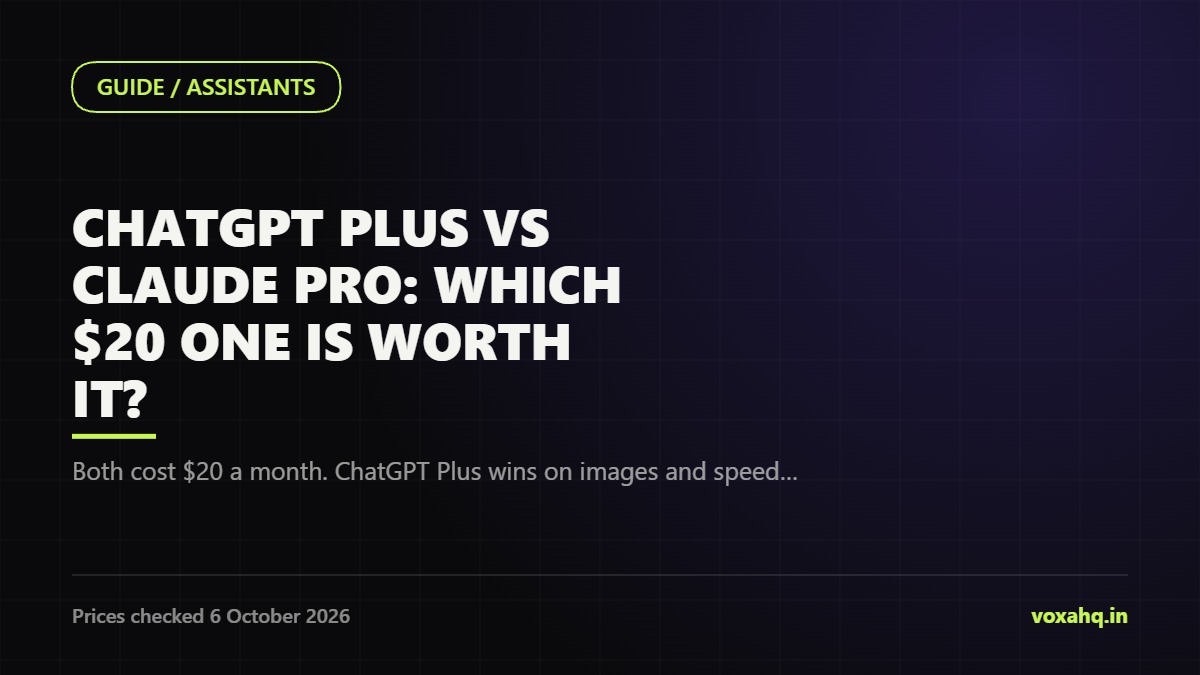 GUIDE / ASSISTANTS
CHATGPT PLUS VS
CLAUDE PRO: WHICH
$20 ONE IS WORTH
IT?
Both cost $20 a month. ChatGPT Plus wins on images and speed...
Prices checked 6 October 2026
voxahq.in